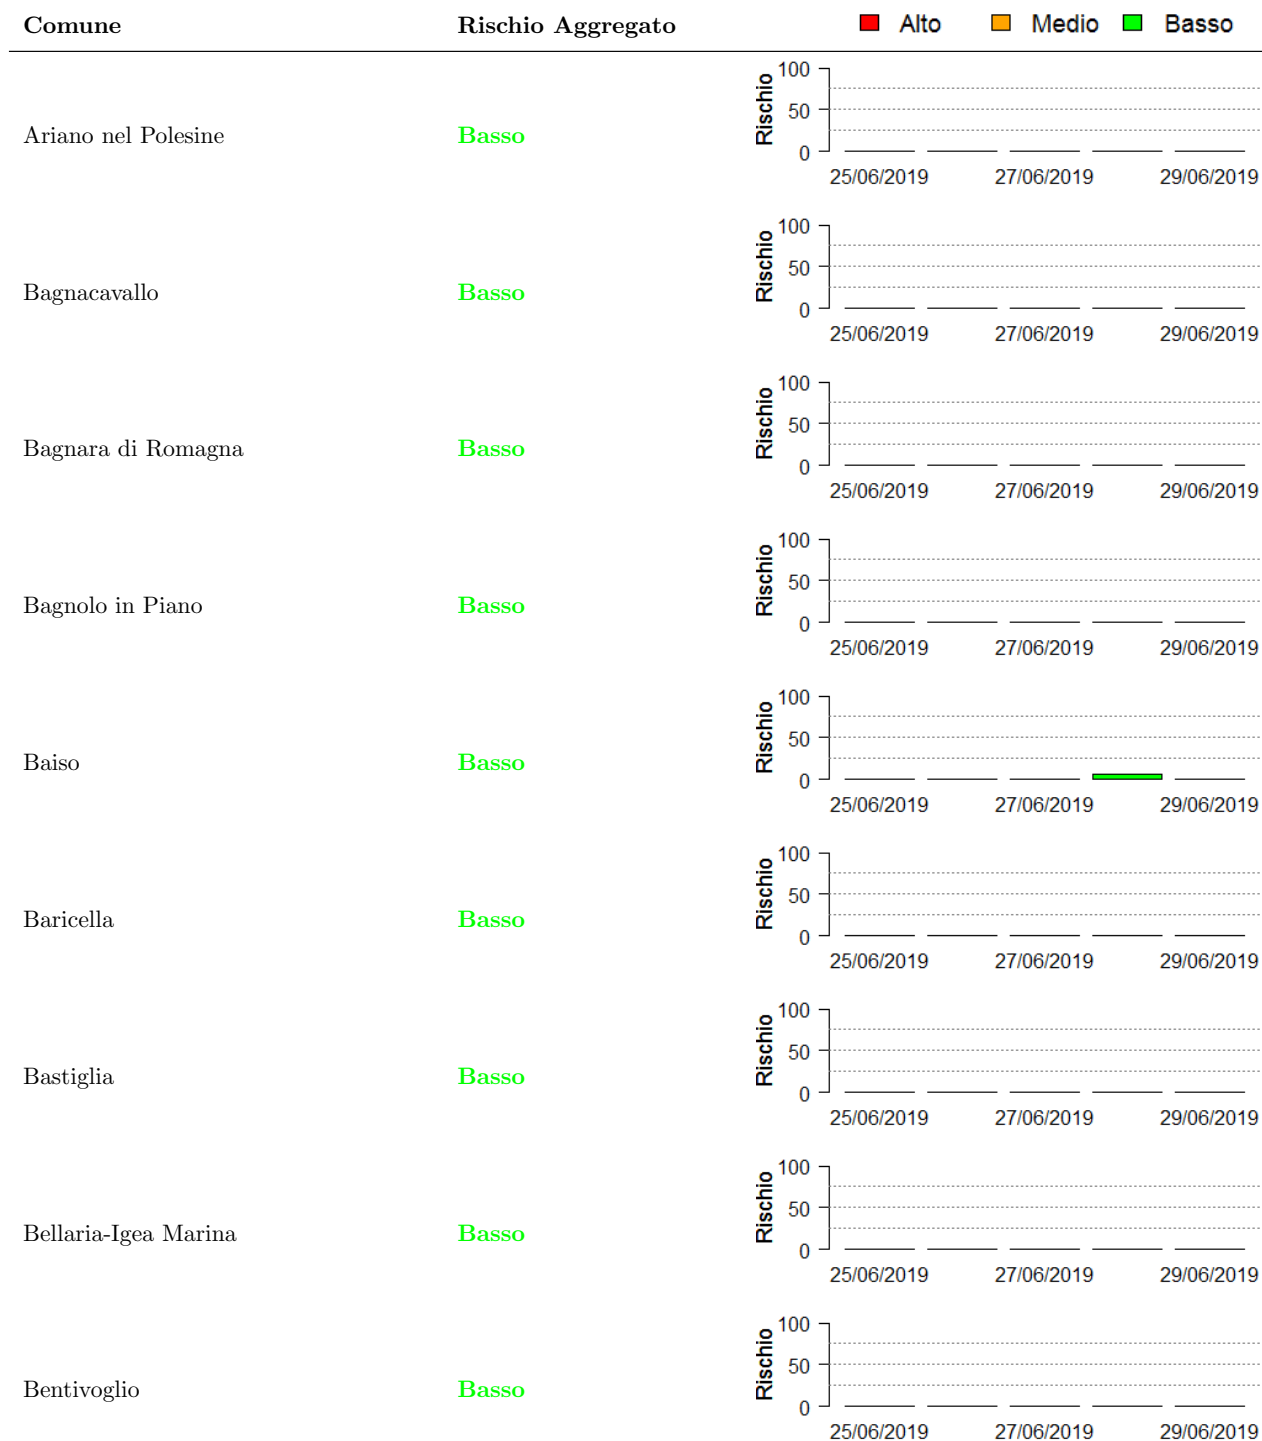 Comune Rischio Aggregato Alto Medio Basso
100
50
0
Rischio
Ariano nel Polesine Basso
25/06/2019 27/06/2019 29/06/2019
100
50
0
Rischio
Bagnacavallo Basso
25/06/2019 27/06/2019 29/06/2019
100
50
0
Rischio
Bagnara di Romagna Basso
25/06/2019 27/06/2019 29/06/2019
100
50
0
Rischio
Bagnolo in Piano Basso
25/06/2019 27/06/2019 29/06/2019
100
50
0
Rischio
Baiso Basso
25/06/2019 27/06/2019 29/06/2019
100
50
0
Rischio
Baricella Basso
25/06/2019 27/06/2019 29/06/2019
100
50
0
Rischio
Bastiglia Basso
25/06/2019 27/06/2019 29/06/2019
100
50
0
Rischio
Bellaria-Igea Marina Basso
25/06/2019 27/06/2019 29/06/2019
100
50
0
Rischio
Bentivoglio Basso
25/06/2019 27/06/2019 29/06/2019